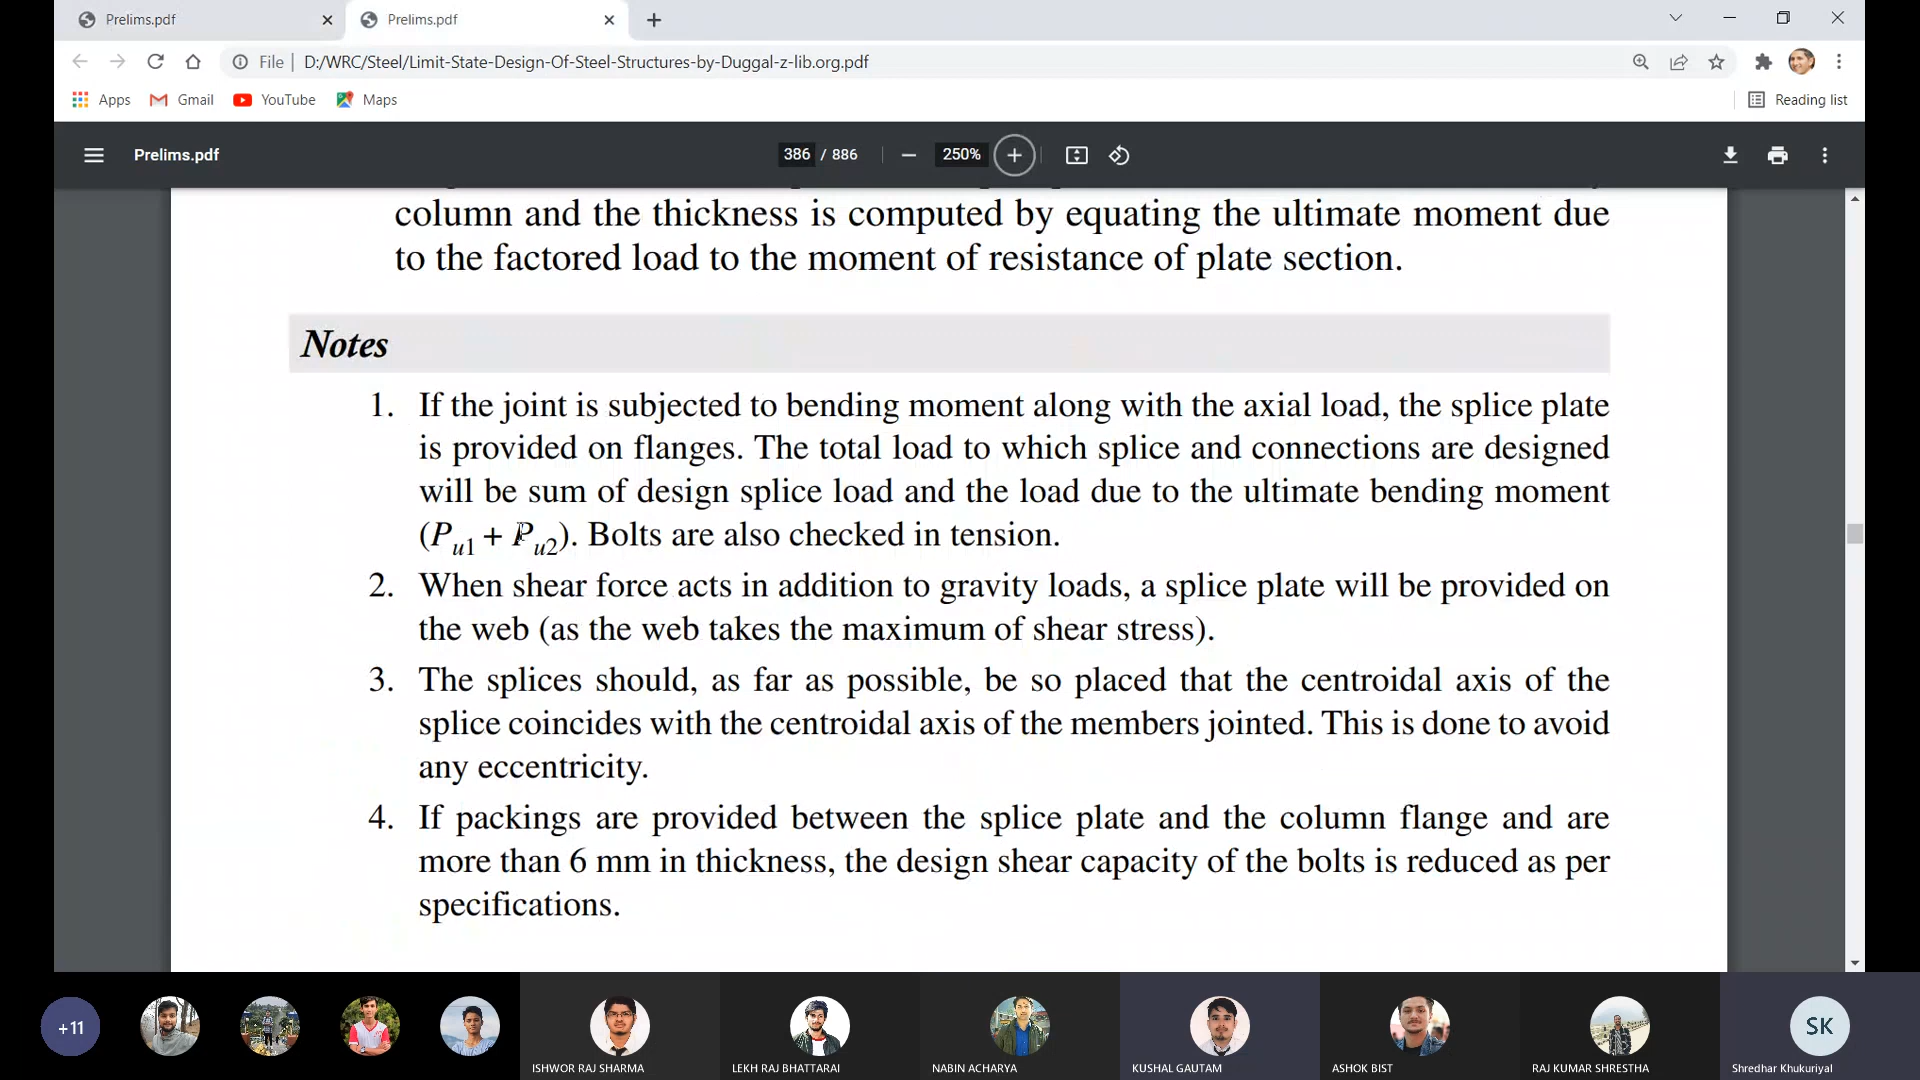 Prelims.pdf
Prelims.pdf
File | D:/WRC/Steel/Limit-State-Design-Of-Steel-Structures-by-Duggal-z-lib.org.pdf
Apps Gmail YouTube Maps Reading list
Prelims.pdf 386 / 886 250%
column and the thickness is computed by equating the ultimate moment due
to the factored load to the moment of resistance of plate section.
Notes
1. If the joint is subjected to bending moment along with the axial load, the splice plate
is provided on flanges. The total load to which splice and connections are designed
will be sum of design splice load and the load due to the ultimate bending moment
(Pu1 + Pu2). Bolts are also checked in tension.
2. When shear force acts in addition to gravity loads, a splice plate will be provided on
the web (as the web takes the maximum of shear stress).
3. The splices should, as far as possible, be so placed that the centroidal axis of the
splice coincides with the centroidal axis of the members jointed. This is done to avoid
any eccentricity.
4. If packings are provided between the splice plate and the column flange and are
more than 6 mm in thickness, the design shear capacity of the bolts is reduced as per
specifications.
+11
SK
ISHWOR RAJ SHARMA LEKH RAJ BHATTARAI NABIN ACHARYA KUSHAL GAUTAM ASHOK BIST RAJ KUMAR SHRESTHA Shredhar Khukuriyal